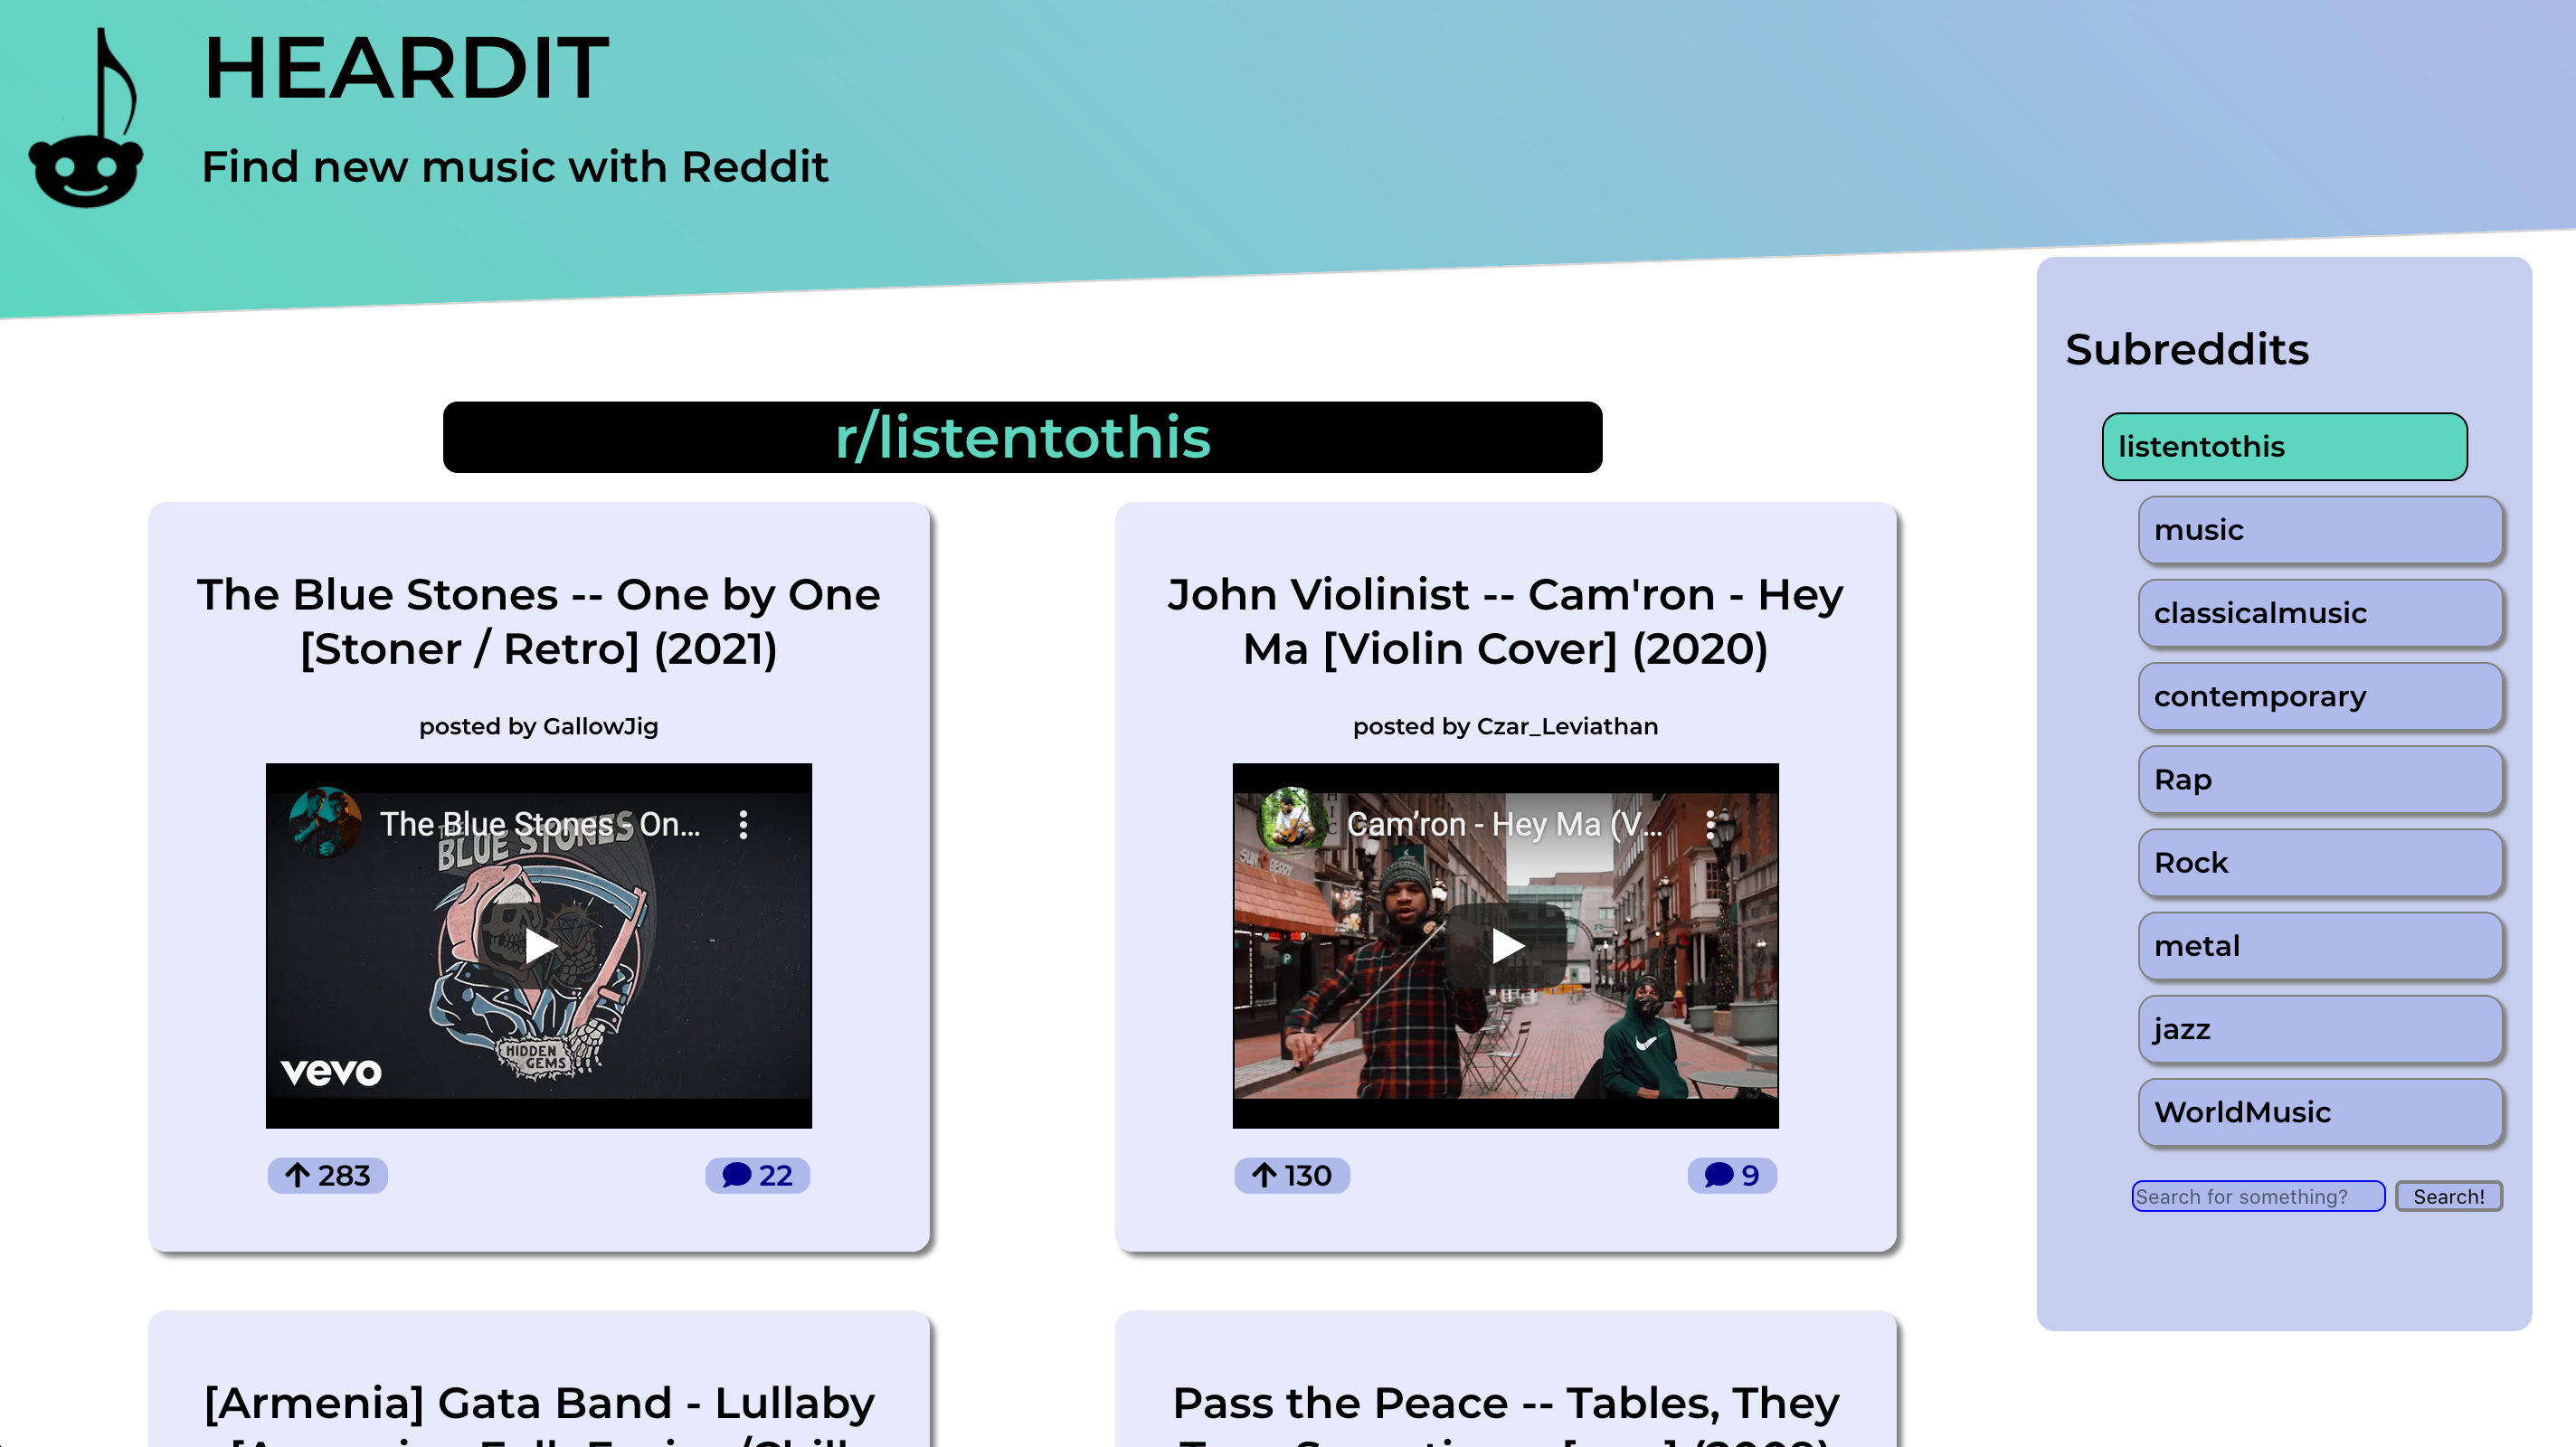 HEARDIT
Find new music with Reddit
r/listentothis
The Blue Stones -- One by One
[Stoner / Retro] (2021)
posted by GallowJig
The Blue Stones - On...
THE
BLUE STONES
HIDDEN
GEMS
vevo
283
22
John Violinist -- Cam'ron - Hey
Ma [Violin Cover] (2020)
posted by Czar_Leviathan
Cam'ron - Hey Ma (V...
P
130
9
[Armenia] Gata Band - Lullaby
Pass the Peace -- Tables, They
Subreddits
listentothis
music
classicalmusic
contemporary
Rap
Rock
metal
jazz
WorldMusic
Search for something?
Search!